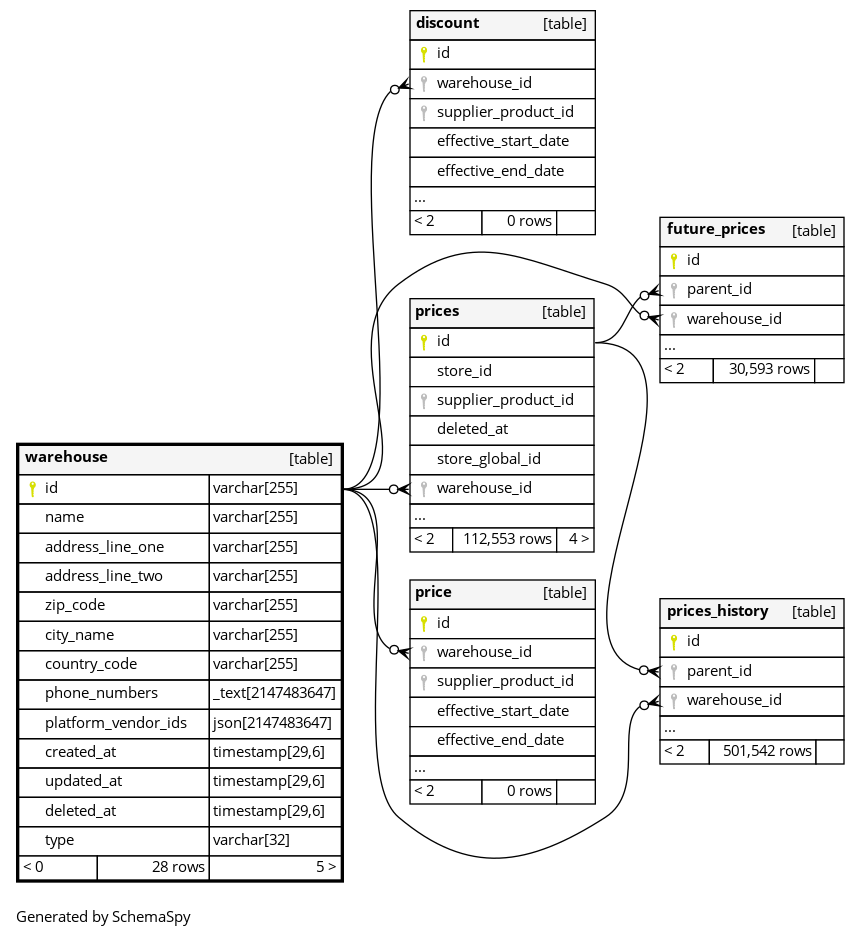 discount [table]
id
warehouse_id
supplier_product_id
effective_start_date
effective_end_date
...
< 2 0 rows
future_prices [table]
id
parent_id
warehouse_id
...
< 2 30,593 rows
prices [table]
id
store_id
supplier_product_id
deleted_at
store_global_id
warehouse_id
...
< 2 112,553 rows 4 >
warehouse [table]
id varchar[255]
name varchar[255]
address_line_one varchar[255]
address_line_two varchar[255]
zip_code varchar[255]
city_name varchar[255]
country_code varchar[255]
phone_numbers _text[2147483647]
platform_vendor_ids json[2147483647]
created_at timestamp[29,6]
updated_at timestamp[29,6]
deleted_at timestamp[29,6]
type varchar[32]
< 0 28 rows 5 >
price [table]
id
warehouse_id
supplier_product_id
effective_start_date
effective_end_date
...
< 2 0 rows
prices_history [table]
id
parent_id
warehouse_id
...
< 2 501,542 rows
Generated by SchemaSpy